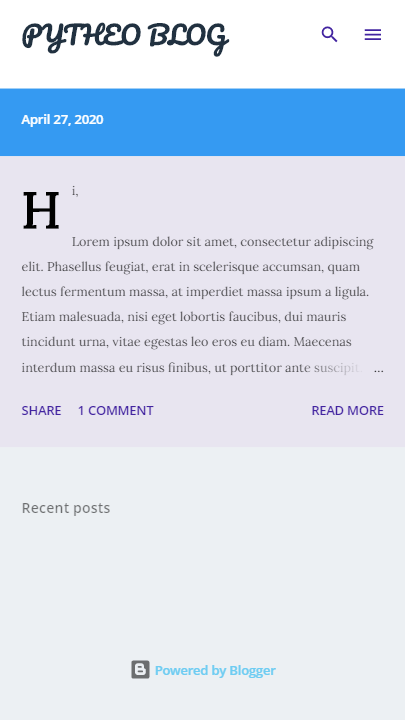 PYTHEO BLOG
April 27, 2020
Hi,
Lorem ipsum dolor sit amet, consectetur adipiscing
elit. Phasellus feugiat, erat in scelerisque accumsan, quam
lectus fermentum massa, at imperdiet massa ipsum a ligula.
Etiam malesuada, nisi eget lobortis faucibus, dui mauris
tincidunt urna, vitae egestas leo eros eu diam. Maecenas
interdum massa eu risus finibus, ut porttitor ante suscipit ...
SHARE 1 COMMENT READ MORE
Recent posts
Powered by Blogger